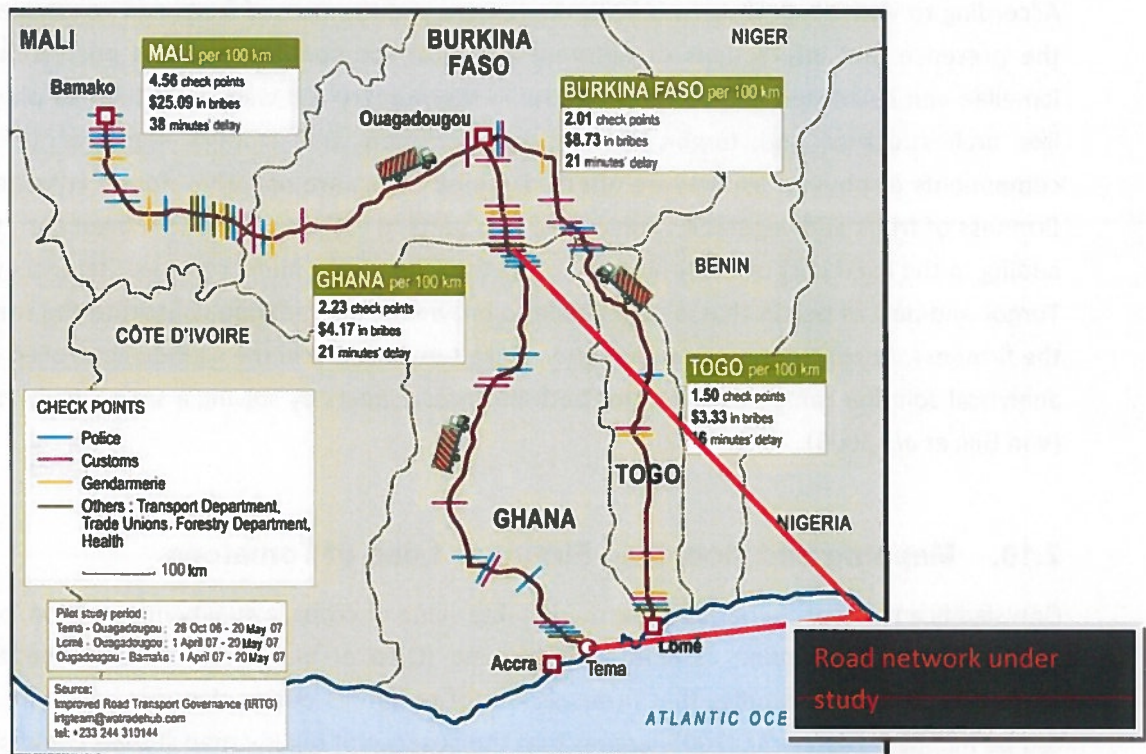 MALI
BURKINA
FASO
NIGER
MALI per 100 km
4.56 check points
$25.09 in bribes
38 minutes' delay
Bamako
Ouagadougou
BURKINA FASO per 100 km
2.01 check points
$8.73 in bribes
21 minutes' delay
BENIN
GHANA per 100 km
2.23 check points
$4.17 in bribes
21 minutes' delay
CÔTE D'IVOIRE
TOGO per 100 km
1.50 check points
$3.33 in bribes
6 minutes' delay
CHECK POINTS
Police
Customs
Gendarmerie
Others : Transport Department,
Trade Unions, Forestry Department,
Health
100 km
TOGO
GHANA
NIGERIA
Pilot study period :
Tema - Ouagadougou : 28 Oct 06 - 20 May 07
Lomé - Ouagadougou : 1 April 07 - 20 May 07
Ougadougou - Bamako : 1 April 07 - 20 May 07
Source:
Improved Road Transport Governance (IRTG)
irtgteam@watradehub.com
tel: +233 244 310144
Accra
Tema
Lomé
ATLANTIC OCE
Road network under
study